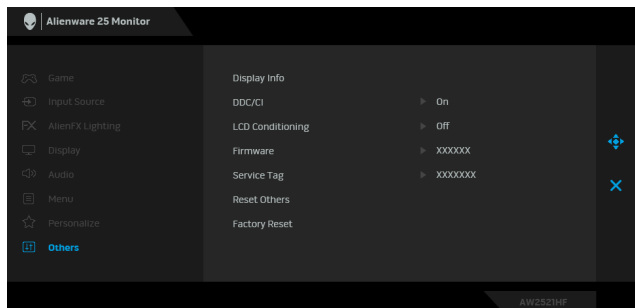 Alienware 25 Monitor
Game
Input Source
AlienFX Lighting
Display
Audio
Menu
Personalize
Others
Display Info
DDC/CI On
LCD Conditioning Off
Firmware XXXXXX
Service Tag XXXXXXX
Reset Others
Factory Reset
AW2521HF